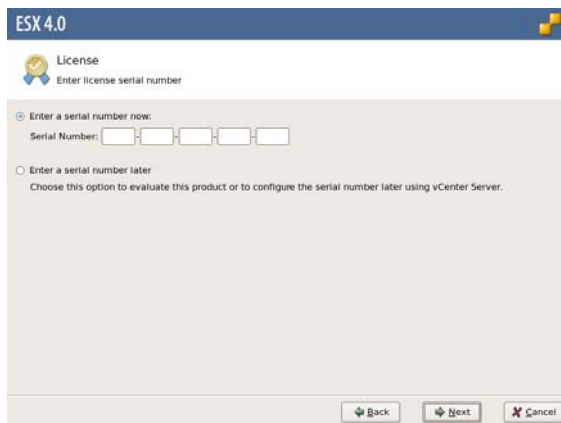 ESX 4.0
License
Enter license serial number
Enter a serial number now:
Serial Number: - - - -
Enter a serial number later
Choose this option to evaluate this product or to configure the serial number later using vCenter Server.
Back Next Cancel